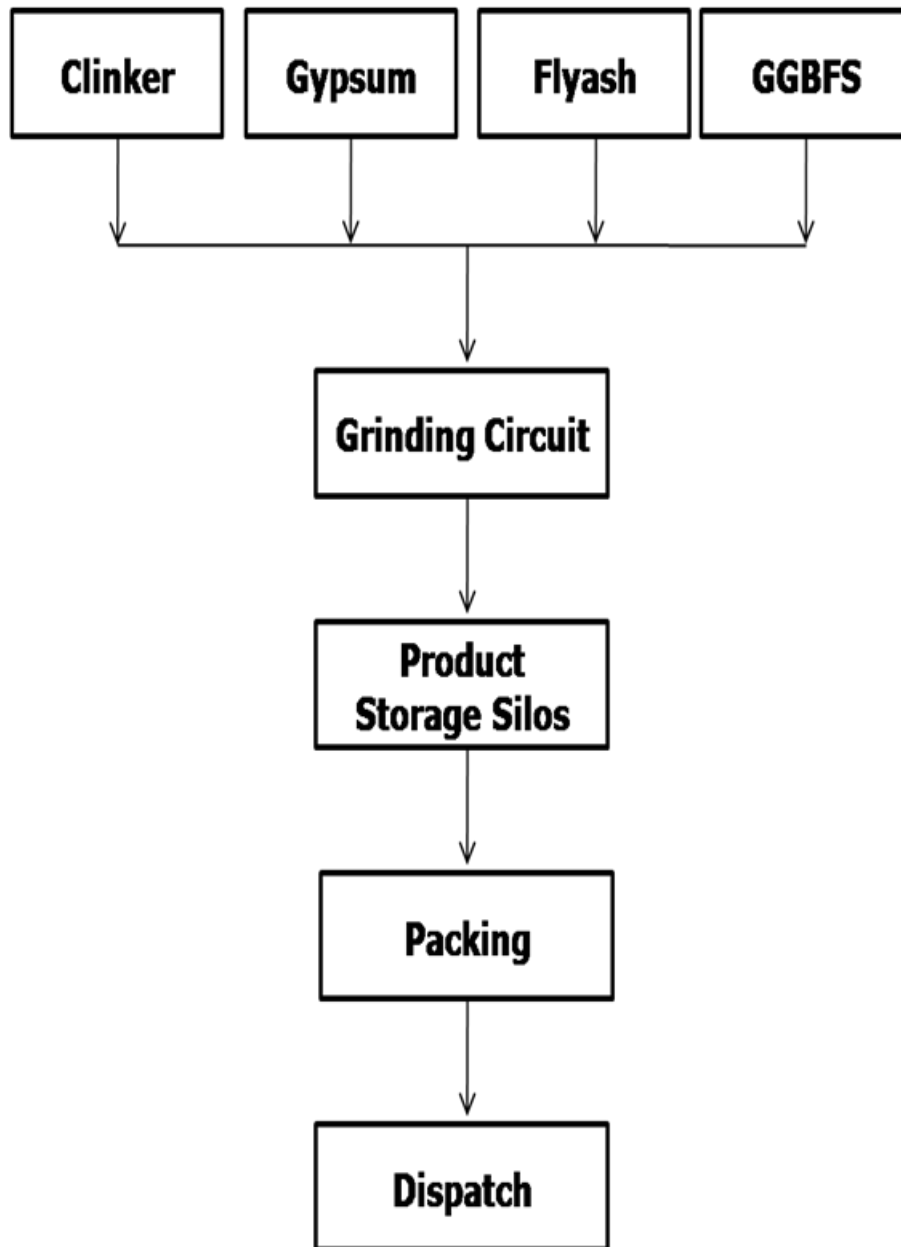 Clinker
Gypsum
Flyash
GGBFS
Grinding Circuit
Product
Storage Silos
Packing
Dispatch